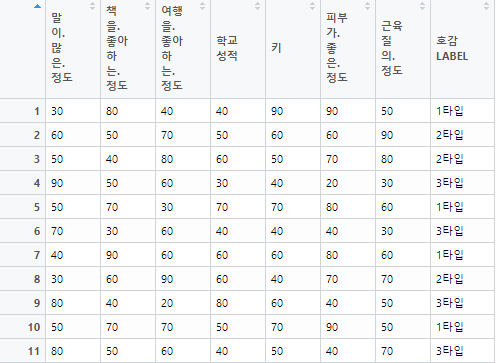 말이.많은.정도 책을.좋아하는.정도 여행을.좋아하는.정도 학교성적 키 피부가.좋은.정도 근육질의.정도 호감LABEL
1 30 80 40 40 90 90 50 1타입
2 60 50 70 50 60 60 90 2타입
3 50 40 80 60 50 70 80 2타입
4 90 50 60 30 40 20 30 3타입
5 50 70 30 70 70 80 60 1타입
6 70 30 60 40 40 40 30 3타입
7 40 90 60 60 60 80 60 1타입
8 30 60 90 60 40 70 70 2타입
9 80 40 20 80 60 40 50 3타입
10 50 70 70 50 70 90 50 1타입
11 80 50 60 40 50 40 70 3타입